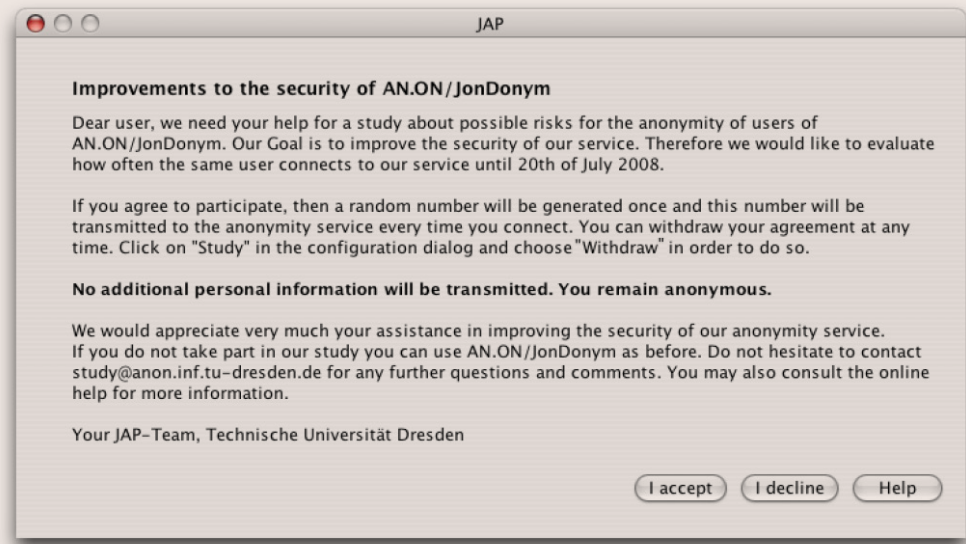 JAP
Improvements to the security of AN.ON/JonDonym
Dear user, we need your help for a study about possible risks for the anonymity of users of
AN.ON/JonDonym. Our Goal is to improve the security of our service. Therefore we would like to evaluate
how often the same user connects to our service until 20th of July 2008.
If you agree to participate, then a random number will be generated once and this number will be
transmitted to the anonymity service every time you connect. You can withdraw your agreement at any
time. Click on "Study" in the configuration dialog and choose "Withdraw" in order to do so.
No additional personal information will be transmitted. You remain anonymous.
We would appreciate very much your assistance in improving the security of our anonymity service.
If you do not take part in our study you can use AN.ON/JonDonym as before. Do not hesitate to contact
study@anon.inf.tu-dresden.de for any further questions and comments. You may also consult the online
help for more information.
Your JAP-Team, Technische Universität Dresden
I accept I decline Help